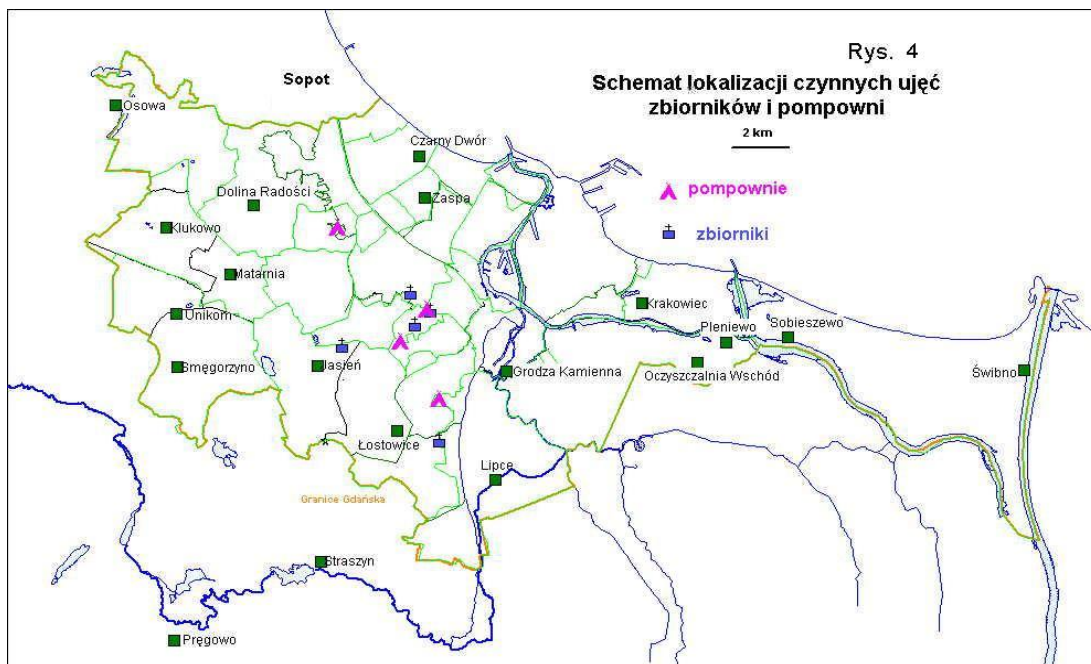 Rys. 4
Schemat lokalizacji czynnych ujęć
zbiorników i pompowni
2 km
pompownie
zbiorniki
Sopot
Osowa
Czarny Dwór
Dolina Radości
Zaspa
Klukowo
Matarnia
Unikom
Krakowiec
Pleniewo
Sobieszewo
Smęgorzyno
Jasień
Grodza Kamienna
Oczyszczalnia Wschód
Świbno
Łostowice
Lipce
Granice Gdańska
Straszyn
Pręgowo